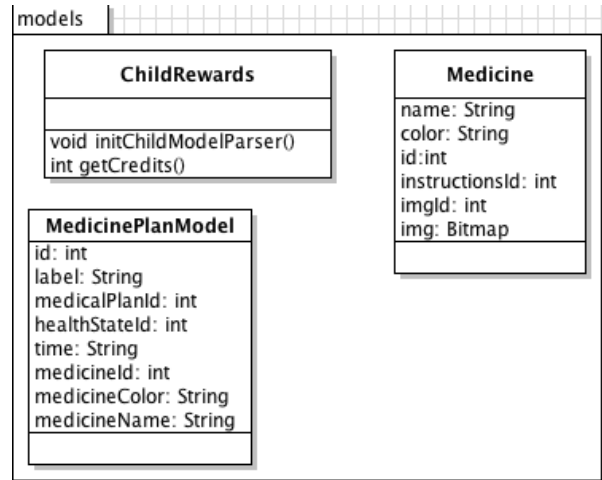 models
ChildRewards
void initChildModelParser()
int getCredits()
Medicine
name: String
color: String
id:int
instructionsId: int
imgId: int
img: Bitmap
MedicinePlanModel
id: int
label: String
medicalPlanId: int
healthStateId: int
time: String
medicineId: int
medicineColor: String
medicineName: String